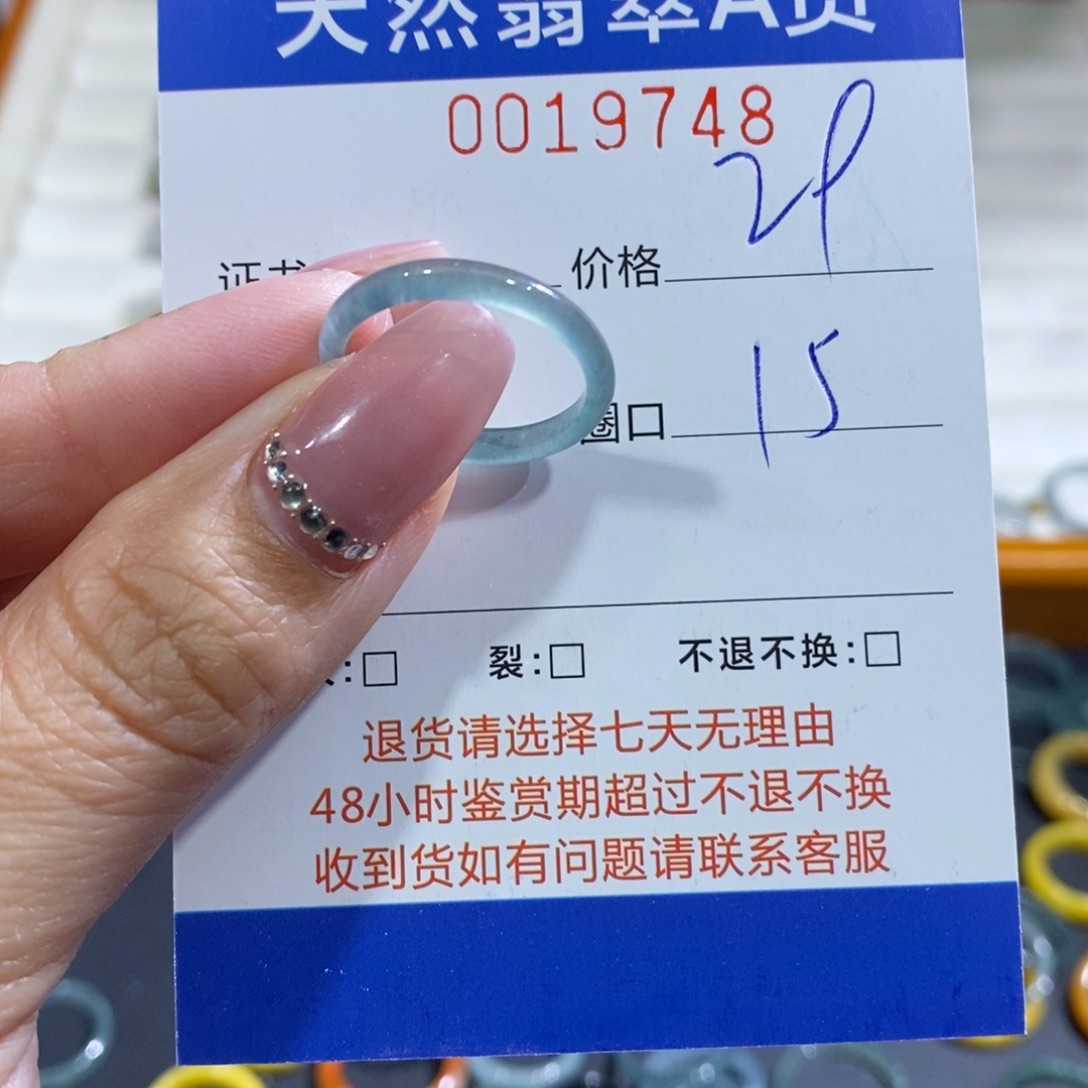 天然翡翠A货
0019748
证书 价格
圈口 15
裂:□ 不退不换:□
退货请选择七天无理由
48小时鉴赏期超过不退不换
收到货如有问题请联系客服